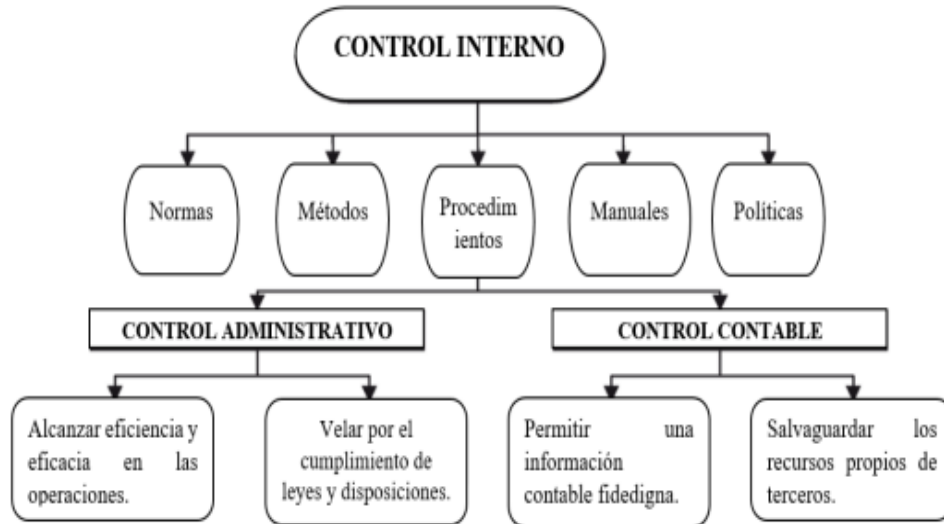 CONTROL INTERNO
Normas
Métodos
Procedim
ientos
Manuales
Políticas
CONTROL ADMINISTRATIVO
CONTROL CONTABLE
Alcanzar eficiencia y
eficacia en las
operaciones.
Velar por el
cumplimiento de
leyes y disposiciones.
Permitir una
información
contable fidedigna.
Salvaguardar los
recursos propios de
terceros.